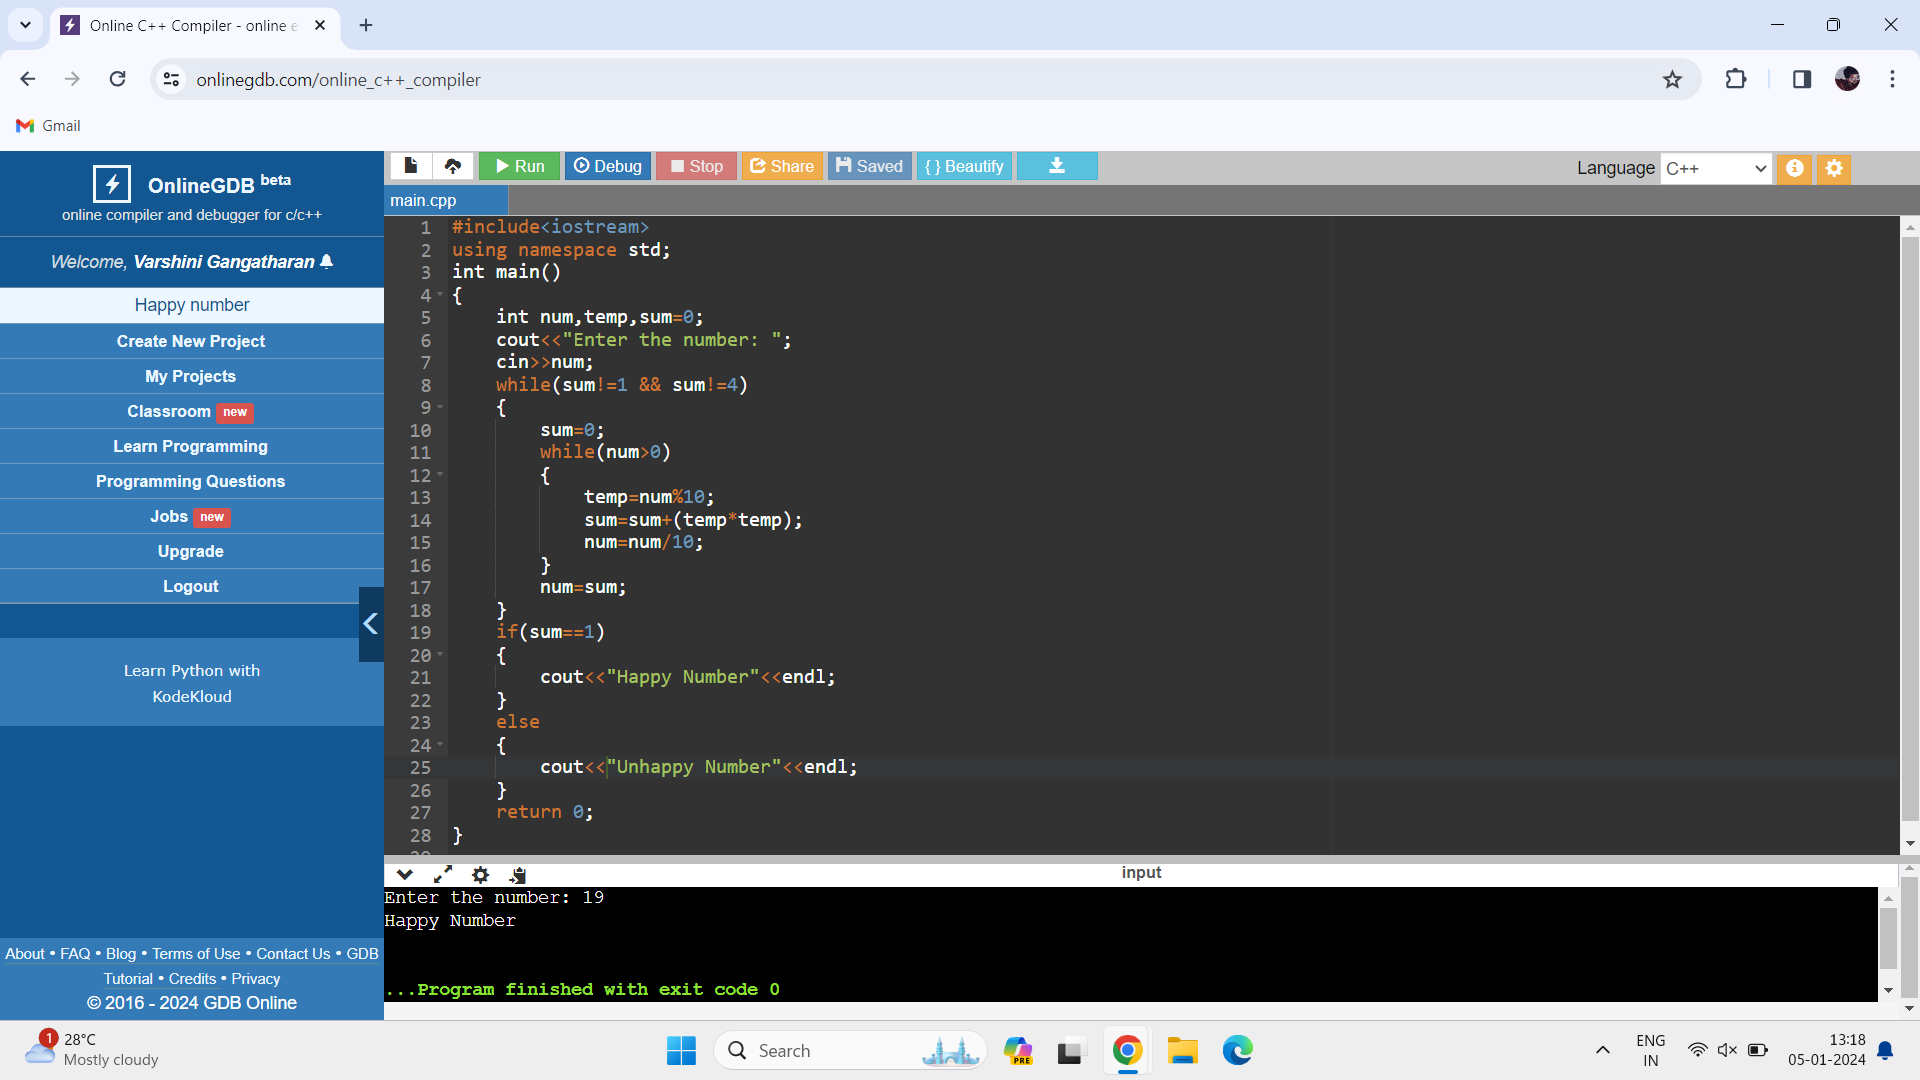 Online C++ Compiler - online e
onlinegdb.com/online_c++_compiler
Gmail
OnlineGDB beta
online compiler and debugger for c/c++
Welcome, Varshini Gangatharan
Happy number
Create New Project
My Projects
Classroom new
Learn Programming
Programming Questions
Jobs new
Upgrade
Logout
Learn Python with
KodeKloud
About • FAQ • Blog • Terms of Use • Contact Us • GDB
Tutorial • Credits • Privacy
© 2016 - 2024 GDB Online
Run Debug Stop Share Saved { } Beautify
Language C++
main.cpp
1 #include<iostream>
2 using namespace std;
3 int main()
4 {
5 int num,temp,sum=0;
6 cout<<"Enter the number: ";
7 cin>>num;
8 while(sum!=1 && sum!=4)
9 {
10 sum=0;
11 while(num>0)
12 {
13 temp=num%10;
14 sum=sum+(temp*temp);
15 num=num/10;
16 }
17 num=sum;
18 }
19 if(sum==1)
20 {
21 cout<<"Happy Number"<<endl;
22 }
23 else
24 {
25 cout<<"Unhappy Number"<<endl;
26 }
27 return 0;
28 }
input
Enter the number: 19
Happy Number
...Program finished with exit code 0
1
28°C
Mostly cloudy
Search
PRE
ENG
IN
13:18
05-01-2024